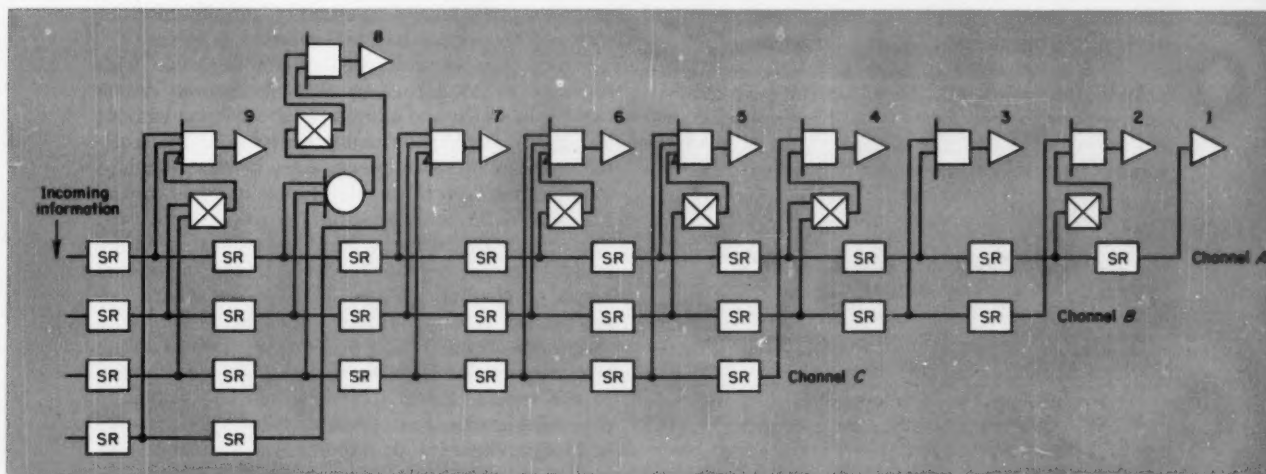 8
9 7 6 5 4 3 2 1
Incoming
information
SR SR SR SR SR SR SR SR SR
Channel A
SR SR SR SR SR SR SR SR
Channel B
SR SR SR SR SR SR
Channel C
SR SR